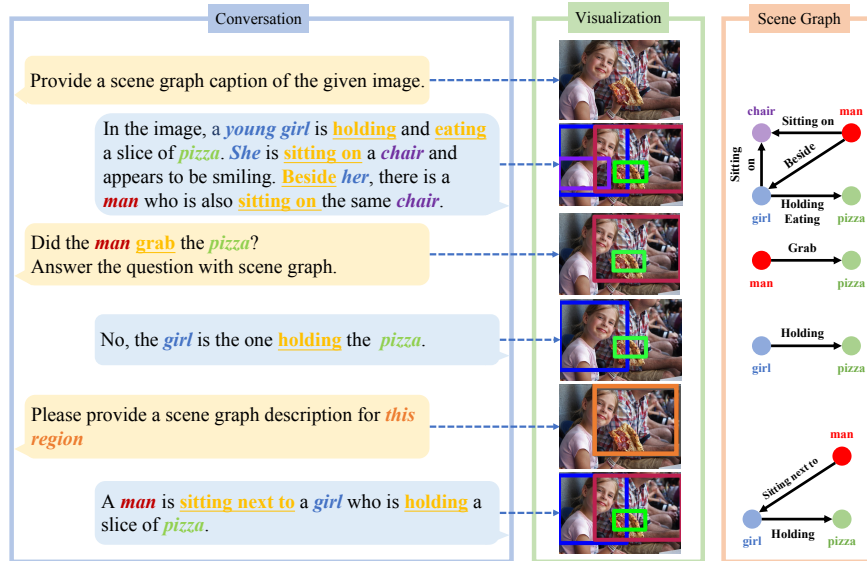 Conversation
Visualization
Scene Graph
Provide a scene graph caption of the given image.
In the image, a young girl is holding and eating
a slice of pizza. She is sitting on a chair and
appears to be smiling. Beside her, there is a
man who is also sitting on the same chair.
chair
man
Sitting on
Sitting
on
Beside
Holding
Eating
girl
pizza
Did the man grab the pizza?
Answer the question with scene graph.
Grab
man
pizza
No, the girl is the one holding the pizza.
Holding
girl
pizza
Please provide a scene graph description for this
region
A man is sitting next to a girl who is holding a
slice of pizza.
man
Sitting next to
girl
Holding
pizza